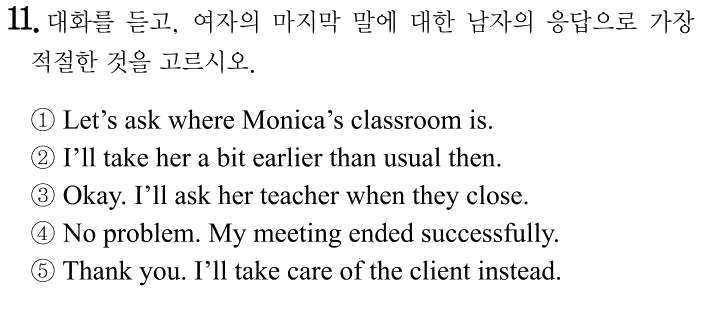 11. 대화를 듣고, 여자의 마지막 말에 대한 남자의 응답으로 가장
적절한 것을 고르시오.
① Let’s ask where Monica’s classroom is.
② I’ll take her a bit earlier than usual then.
③ Okay. I’ll ask her teacher when they close.
④ No problem. My meeting ended successfully.
⑤ Thank you. I’ll take care of the client instead.